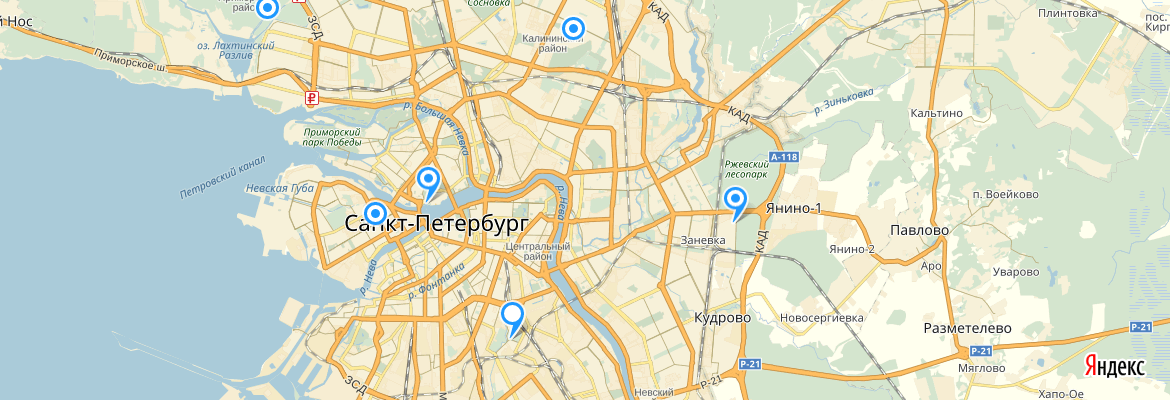 Сосновка
район
й Нос
оз. Лахтинский
Разлив
ЗСД
Приморское ш.
₽
р. Большая Невка
Калининский
район
КАД
КАД
Плинтовка
пос.
р. Зиньковка
Кальтино
Приморский
парк Победы
Петровский канал
Невская Губа
А-118
Ржевский
лесопарк
п. Воейково
Санкт-Петербург
р. Нева
Янино-1
Павлово
Центральный
район
Заневка
КАД
Янино-2
Аро
Уварово
р. Нева
р. Фонтанка
Кудрово
Новосергиевка
Разметелево
Р-21
Р-21
Р-21
Мяглово
Яндекс
ЗСД
Невский
Р-21
Хапо-Ое